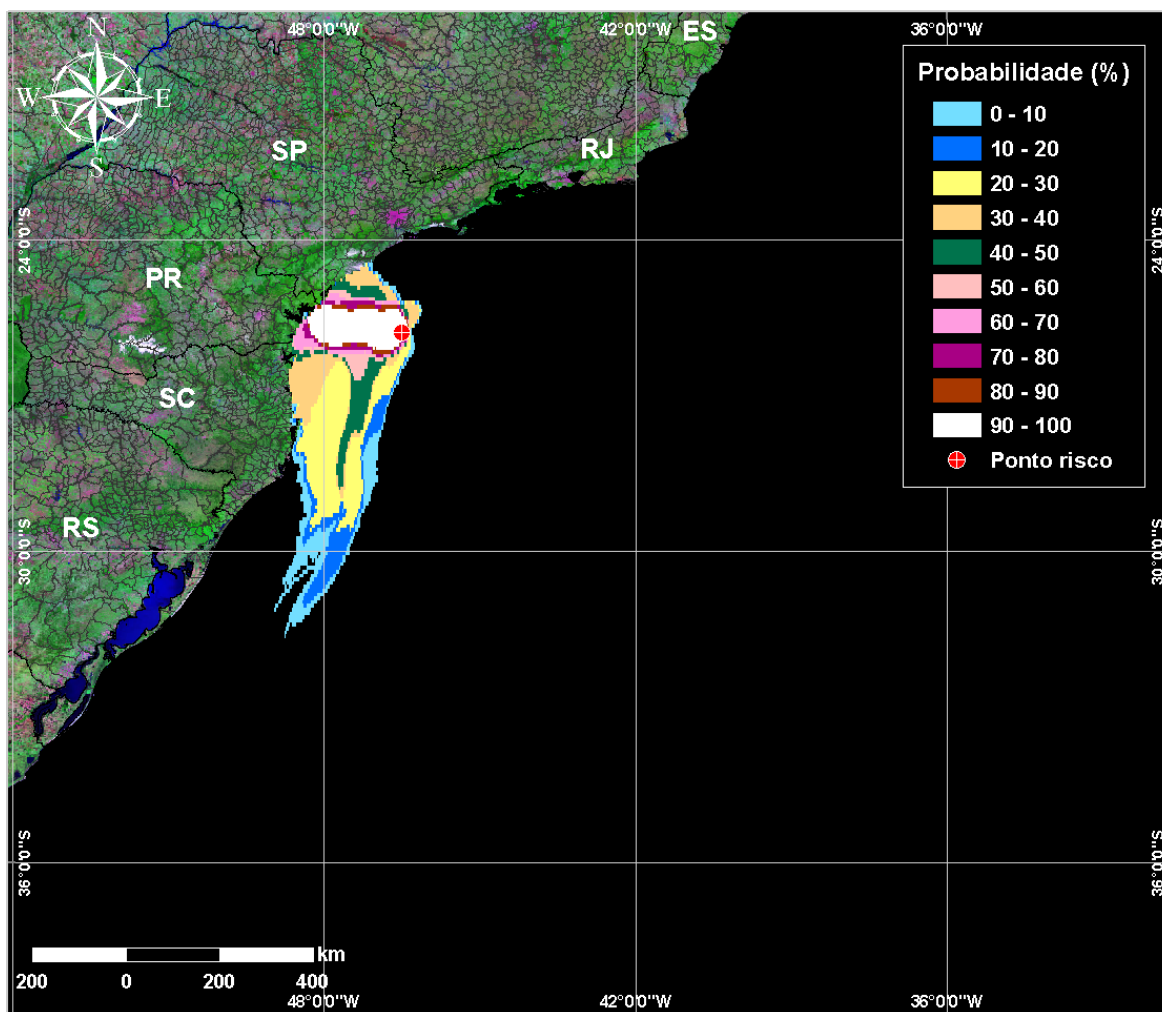 48°0'0"W
42°0'0"W
36°0'0"W
N
W
E
S
ES
SP
RJ
PR
SC
RS
24°0'0"S
24°0'0"S
30°0'0"S
30°0'0"S
36°0'0"S
36°0'0"S
Probabilidade (%)
0 - 10
10 - 20
20 - 30
30 - 40
40 - 50
50 - 60
60 - 70
70 - 80
80 - 90
90 - 100
Ponto risco
km
200 0 200 400
48°0'0"W
42°0'0"W
36°0'0"W